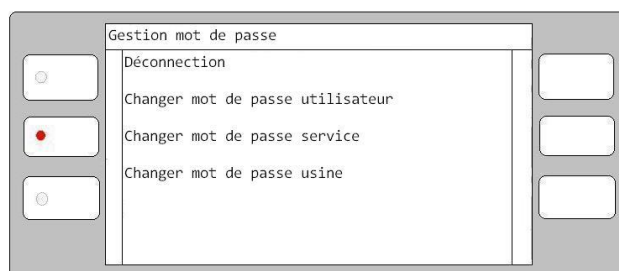 Gestion mot de passe
Déconnection
Changer mot de passe utilisateur
Changer mot de passe service
Changer mot de passe usine